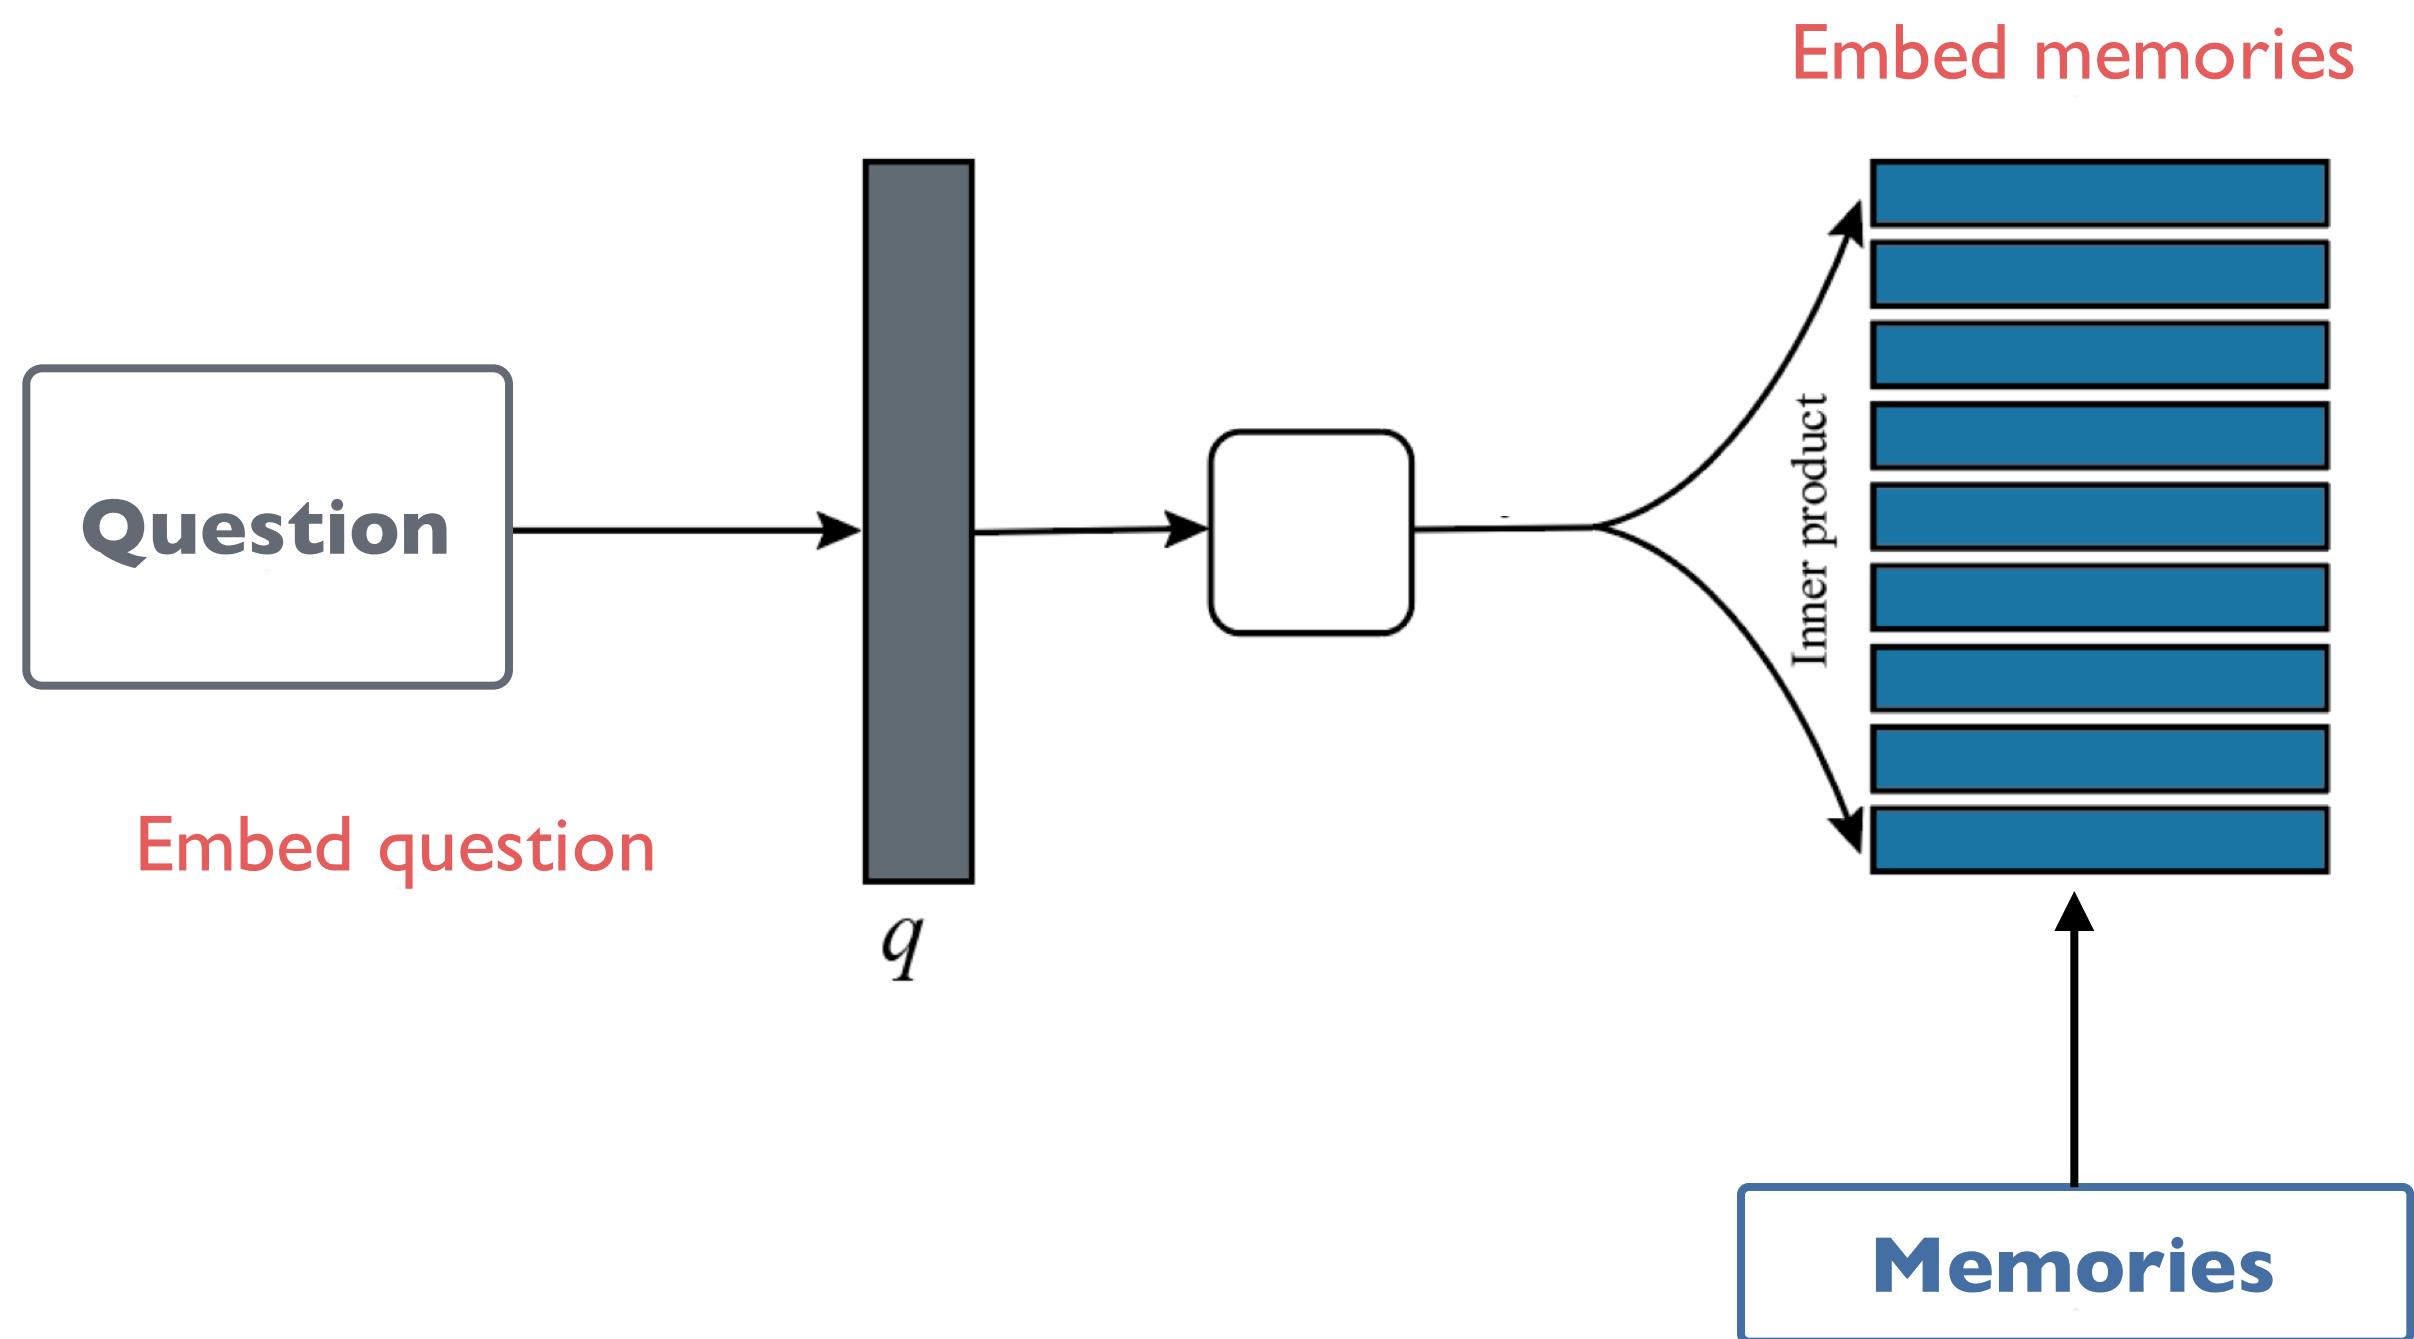 Embed memories
Question
Inner product
Embed question
q
Memories